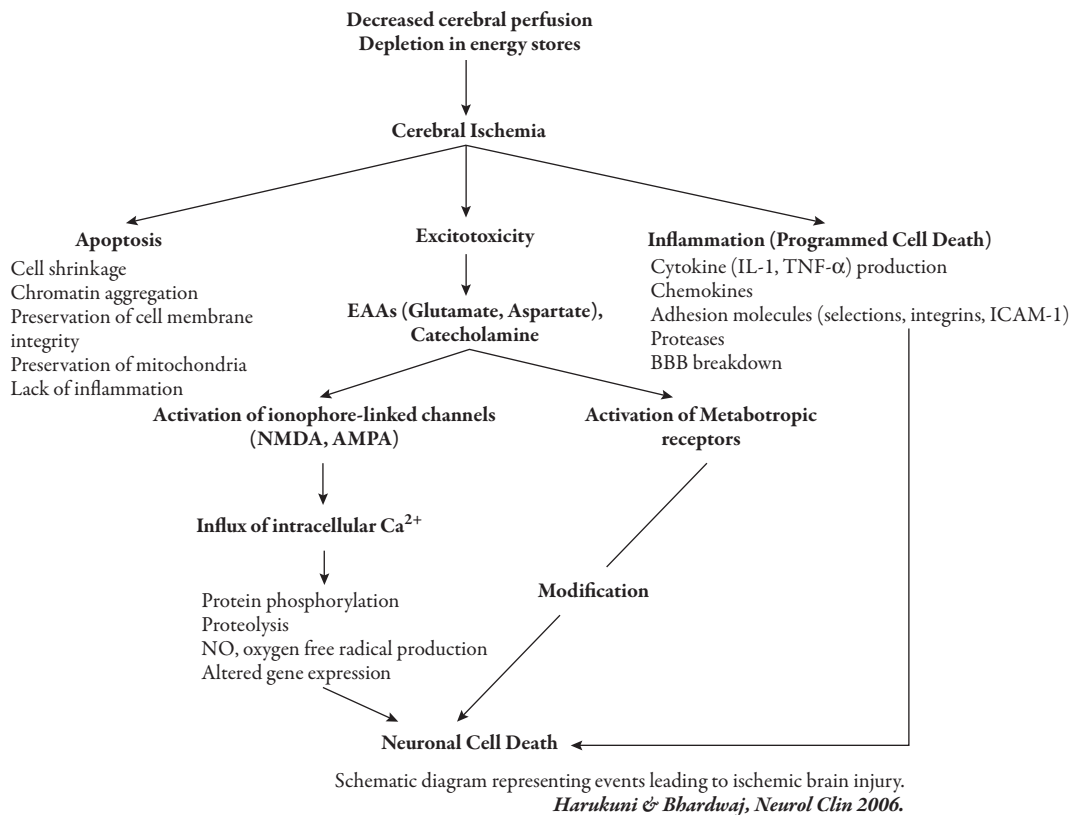 Decreased cerebral perfusion
Depletion in energy stores
Cerebral Ischemia
Apoptosis
Cell shrinkage
Chromatin aggregation
Preservation of cell membrane
integrity
Preservation of mitochondria
Lack of inflammation
Excitotoxicity
EAAs (Glutamate, Aspartate),
Catecholamine
Inflammation (Programmed Cell Death)
Cytokine (IL-1, TNF-α) production
Chemokines
Adhesion molecules (selections, integrins, ICAM-1)
Proteases
BBB breakdown
Activation of ionophore-linked channels
(NMDA, AMPA)
Activation of Metabotropic
receptors
Influx of intracellular Ca²⁺
Protein phosphorylation
Proteolysis
NO, oxygen free radical production
Altered gene expression
Modification
Neuronal Cell Death
Schematic diagram representing events leading to ischemic brain injury.
Harukuni & Bhardwaj, Neurol Clin 2006.